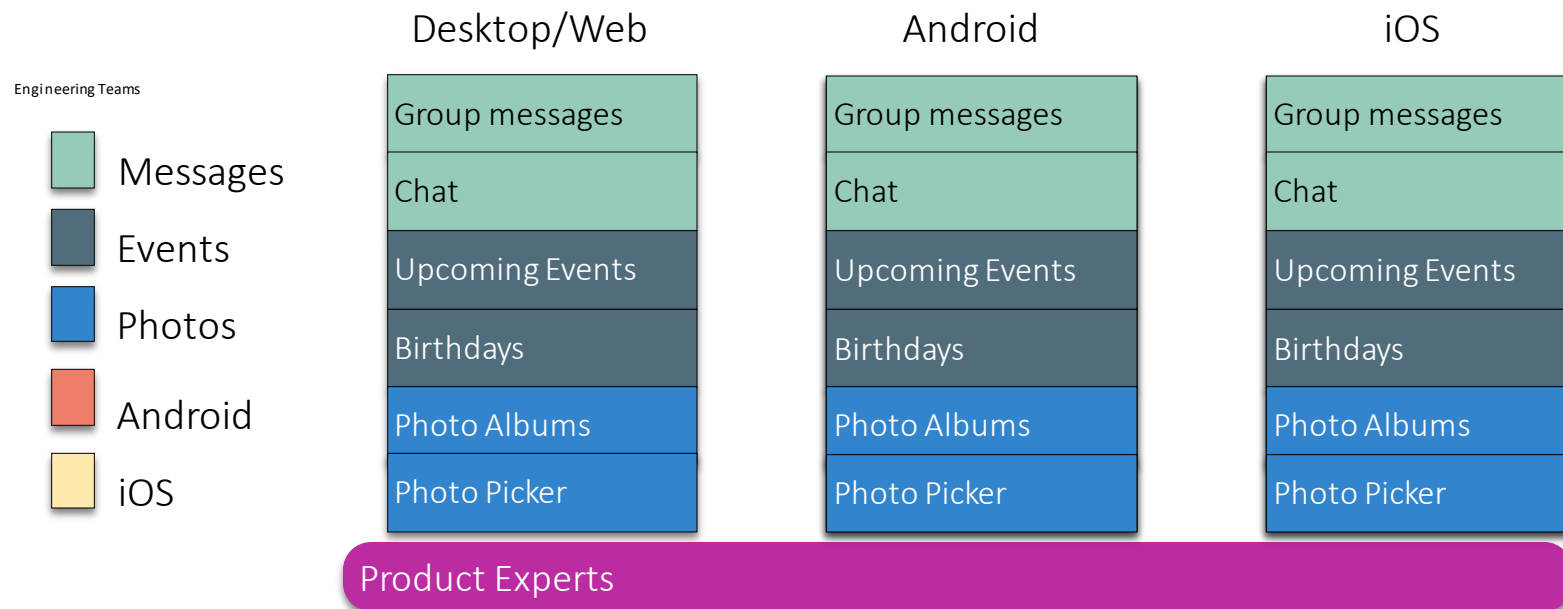 Desktop/Web
Android
iOS
Engineering Teams
Messages
Events
Photos
Android
iOS
Group messages
Chat
Upcoming Events
Birthdays
Photo Albums
Photo Picker
Group messages
Chat
Upcoming Events
Birthdays
Photo Albums
Photo Picker
Group messages
Chat
Upcoming Events
Birthdays
Photo Albums
Photo Picker
Product Experts